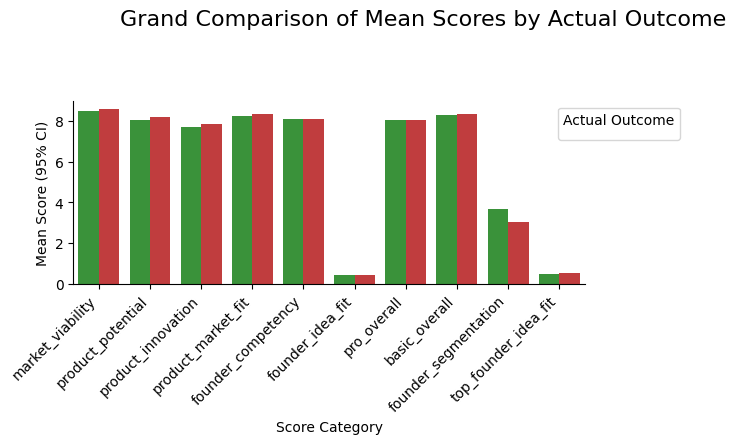 Grand Comparison of Mean Scores by Actual Outcome
Actual Outcome
Mean Score (95% CI)
8
6
4
2
0
market_viability
product_potential
product_innovation
product_market_fit
founder_competency
founder_idea_fit
pro_overall
basic_overall
founder_segmentation
top_founder_idea_fit
Score Category